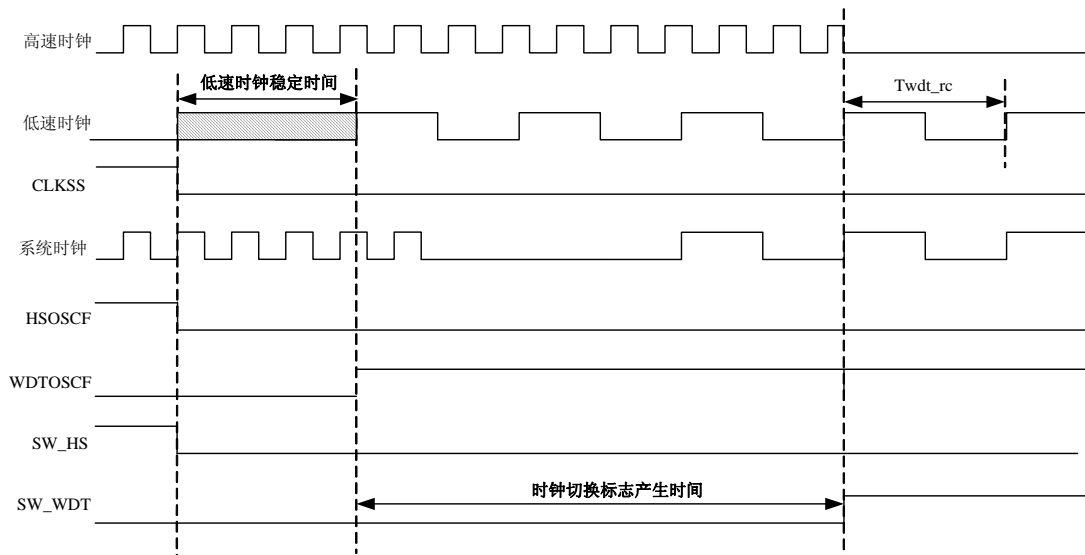 高速时钟
低速时钟稳定时间
Twdt_rc
低速时钟
CLKSS
系统时钟
HSOSCF
WDTOSCF
SW_HS
时钟切换标志产生时间
SW_WDT